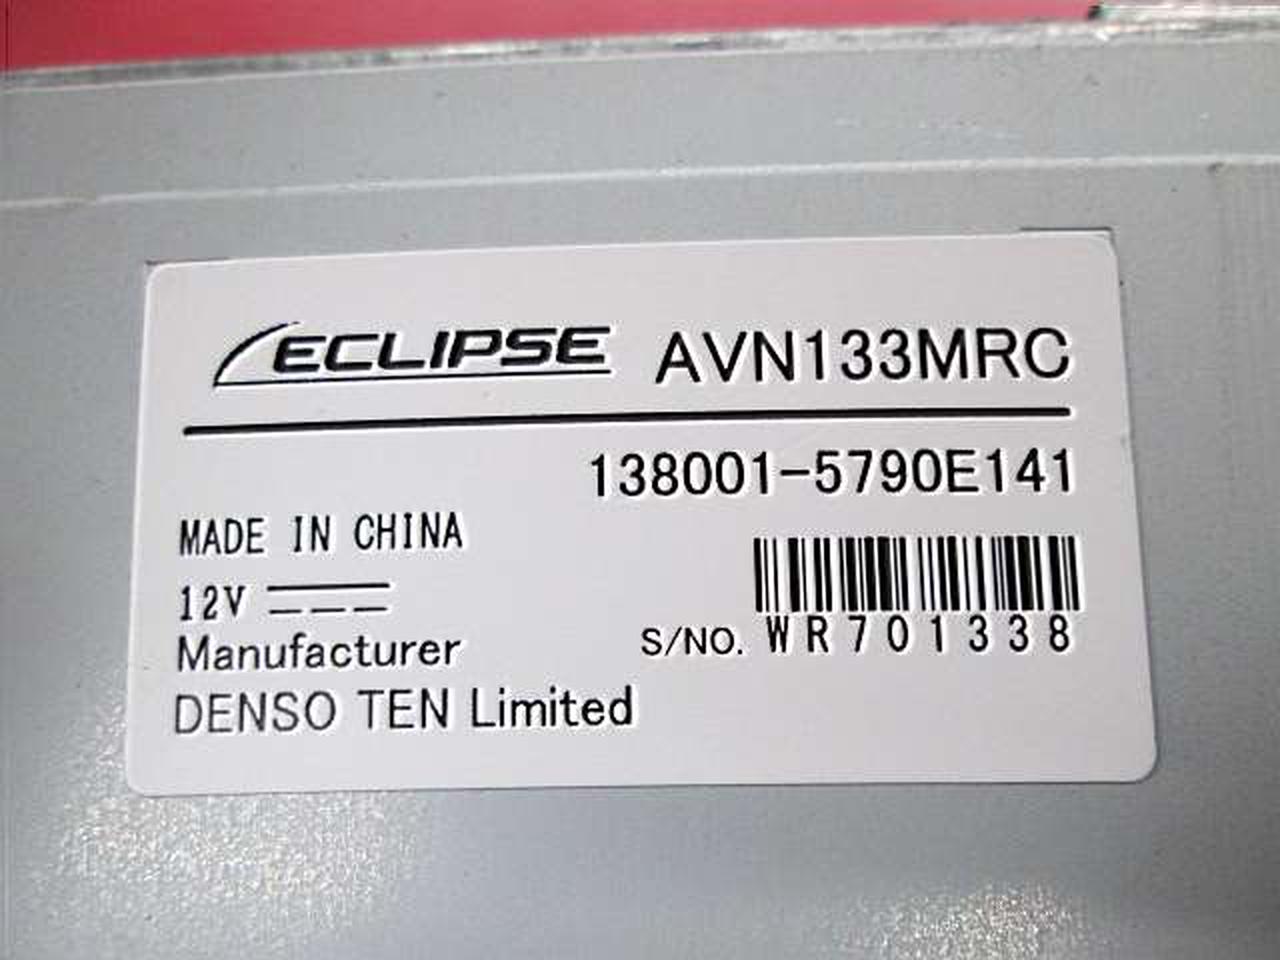 ECLIPSE AVN133MRC
138001-5790E141
MADE IN CHINA
12V
Manufacturer
S/NO. WR701338
DENSO TEN Limited